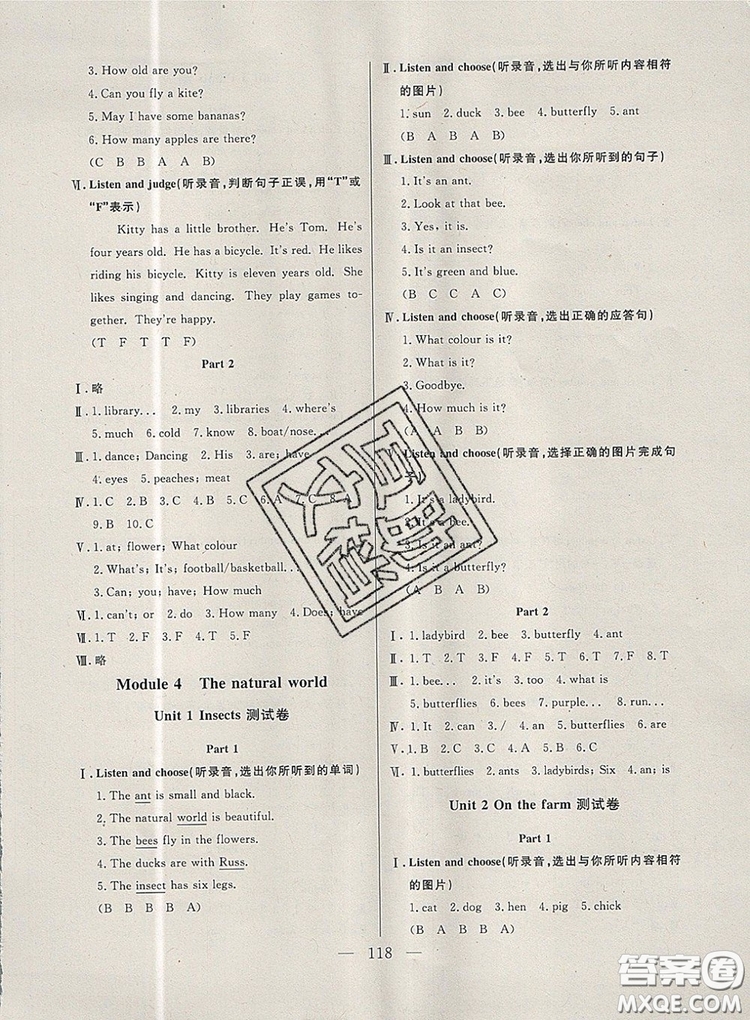 3. How old are you?
4. Can you fly a kite?
5. May I have some bananas?
6. How many apples are there?
(C B B A A B)
Ⅵ. Listen and judge(听录音,判断句子正误,用“T”或
“F”表示)
Kitty has a little brother. He's Tom. He's
four years old. He has a bicycle. It's red. He likes
riding his bicycle. Kitty is eleven years old. She
likes singing and dancing. They play games to-
gether. They're happy.
(T F T T F)
Part 2
Ⅰ. 略
Ⅱ. 1. library... 2. my 3. libraries 4. where's
5. much 6. cold 7. know 8. boat/nose...
Ⅲ. 1. dance; Dancing 2. His 3. are; have
4. eyes 5. peaches; meat
Ⅳ. 1. C 2. B 3. A 4. B 5. C 6. A 7. C 8. A
9. B 10. C
Ⅴ. 1. at; flower; What colour
2. What's; It's; football/basketball...
3. Can; you; have; How much
Ⅵ. 1. can't; or 2. do 3. How many 4. Does; have
Ⅶ. 1. T 2. F 3. F 4. T 5. F
Ⅷ. 略
Module 4 The natural world
Unit 1 Insects 测试卷
Part 1
Ⅰ. Listen and choose(听录音,选出你所听到的单词)
1. The ant is small and black.
2. The natural world is beautiful.
3. The bees fly in the flowers.
4. The ducks are with Russ.
5. The insect has six legs.
(B B B B A)
Ⅱ. Listen and choose(听录音,选出与你所听内容相符
的图片)
1. sun 2. duck 3. bee 4. butterfly 5. ant
(B A B A B)
Ⅲ. Listen and choose(听录音,选出你所听到的句子)
1. It's an ant.
2. Look at that bee.
3. Yes, it is.
4. Is it an insect?
5. It's green and blue.
(B C C A C)
Ⅳ. Listen and choose(听录音,选出正确的应答句)
1. What colour is it?
2. What is it?
3. Goodbye.
4. How much is it?
(A A B B)
Listen and choose(听录音,选择正确的图片完成句
子)
1. It's a ladybird.
2. It's a bee.
3. Is it an ant?
4. Is it a butterfly?
(A B B A)
Part 2
Ⅰ. 1. ladybird 2. bee 3. butterfly 4. ant
Ⅱ. 1. T 2. T 3. F 4. T 5. F 6. F 7. F 8. T
Ⅲ. 1. bee... 2. it... 3. an 4. is
5. butterflies 6. bees 7. purple 8. run...
Ⅳ. 1. It 2. can 3. / 4. an 5. butterflies 6. are
Ⅴ. 1. B 2. C 3. A 4. A 5. B 6. C 7. B 8. A
Ⅵ. 1. butterflies 2. ants 3. ladybirds; Six 4. an; is
Unit 2 On the farm 测试卷
Part 1
Ⅰ. Listen and choose(听录音,选出与你所听内容相符
的图片)
1. cat 2. dog 3. hen 4. pig 5. chick
(A B A B B)
— 118 —
答案圈
MXQE.COM